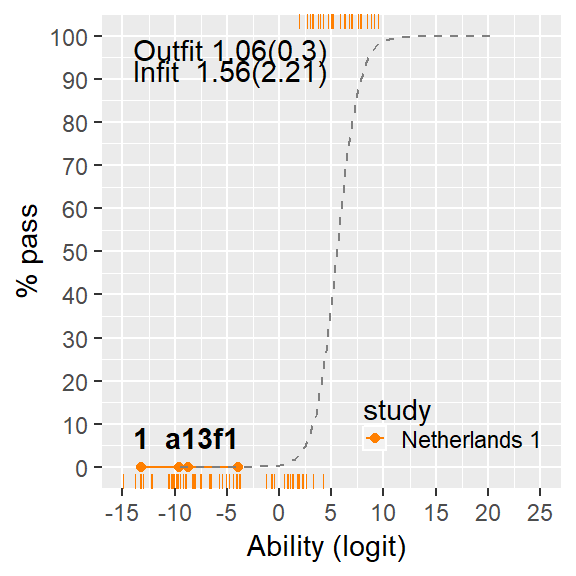 Outfit 1.06(0.3)
Infit 1.56(2.21)
100
90
80
70
60
50
40
30
20
10
0
% pass
1 a13f1
study
Netherlands 1
-15 -10 -5 0 5 10 15 20 25
Ability (logit)